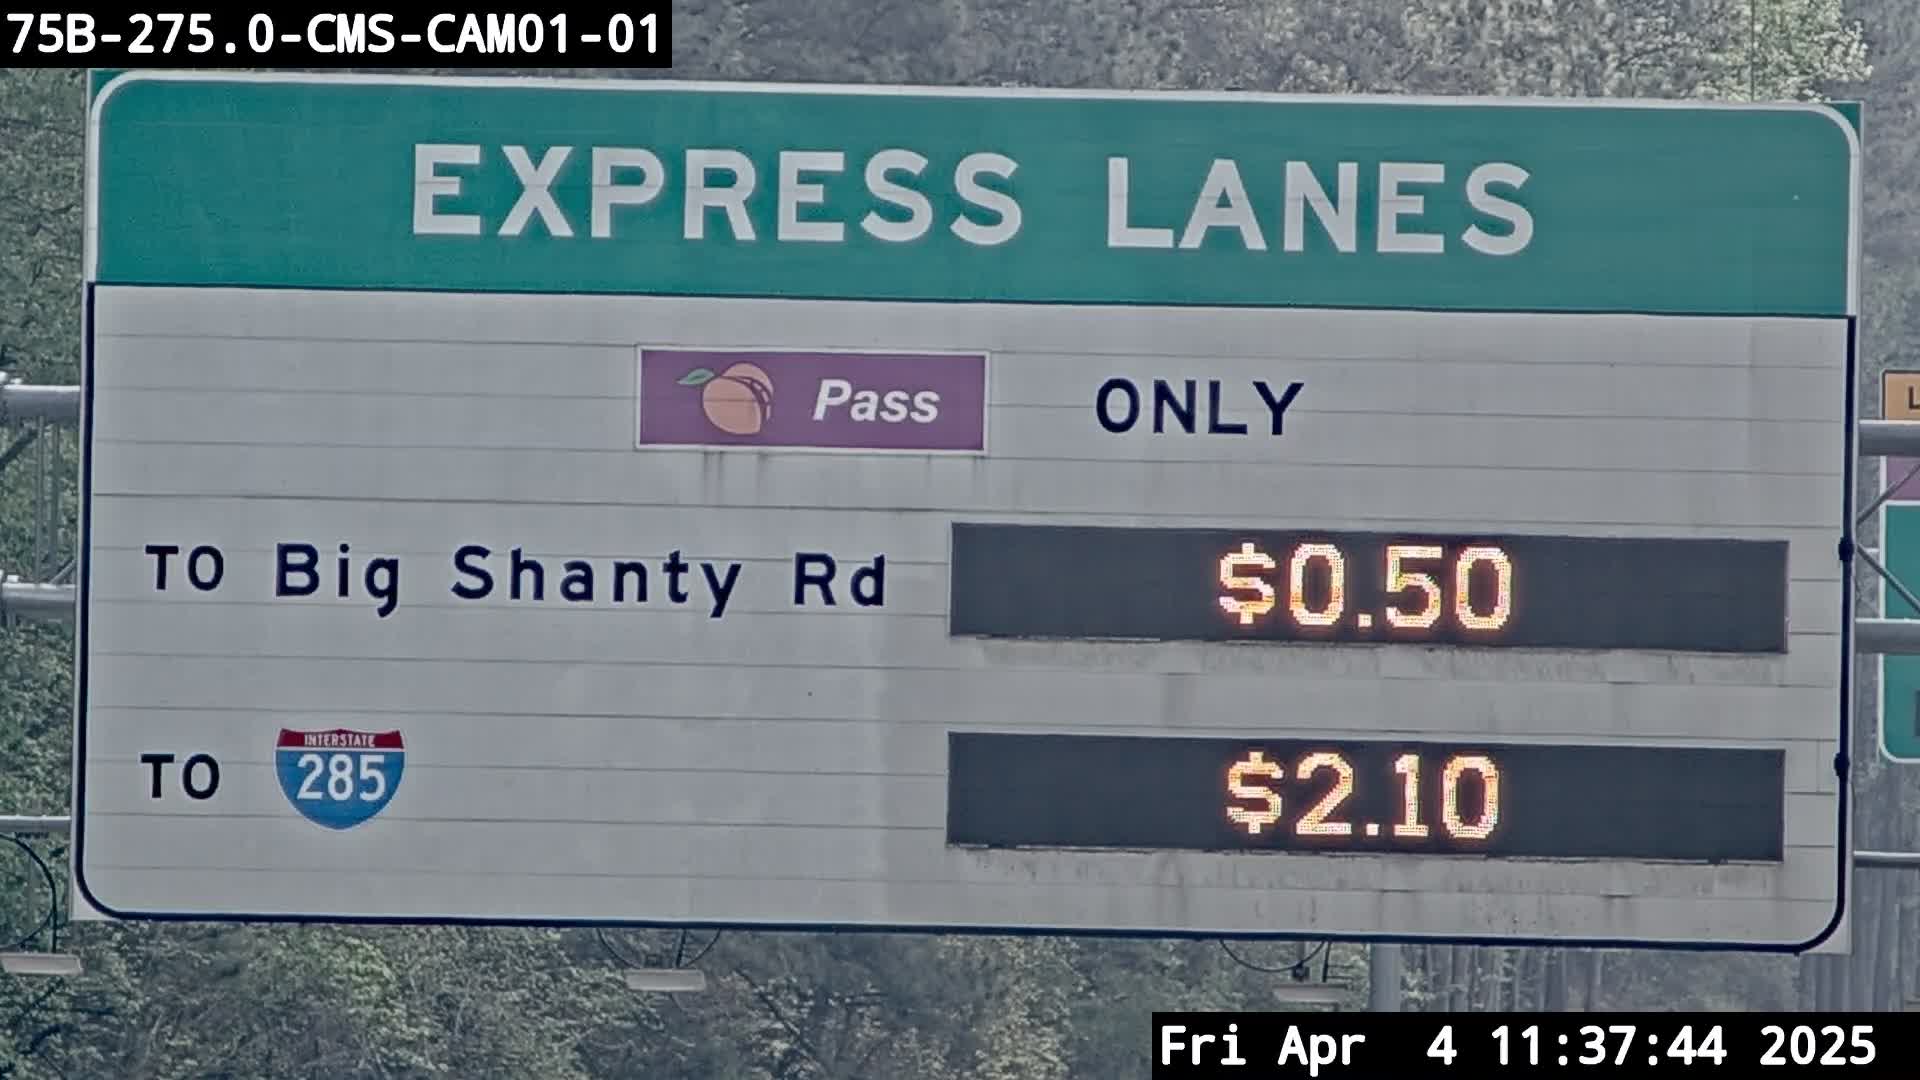 75B-275.0-CMS-CAM01-01
EXPRESS LANES
Pass ONLY
TO Big Shanty Rd $0.50
TO INTERSTATE 285 $2.10
Fri Apr 4 11:37:44 2025